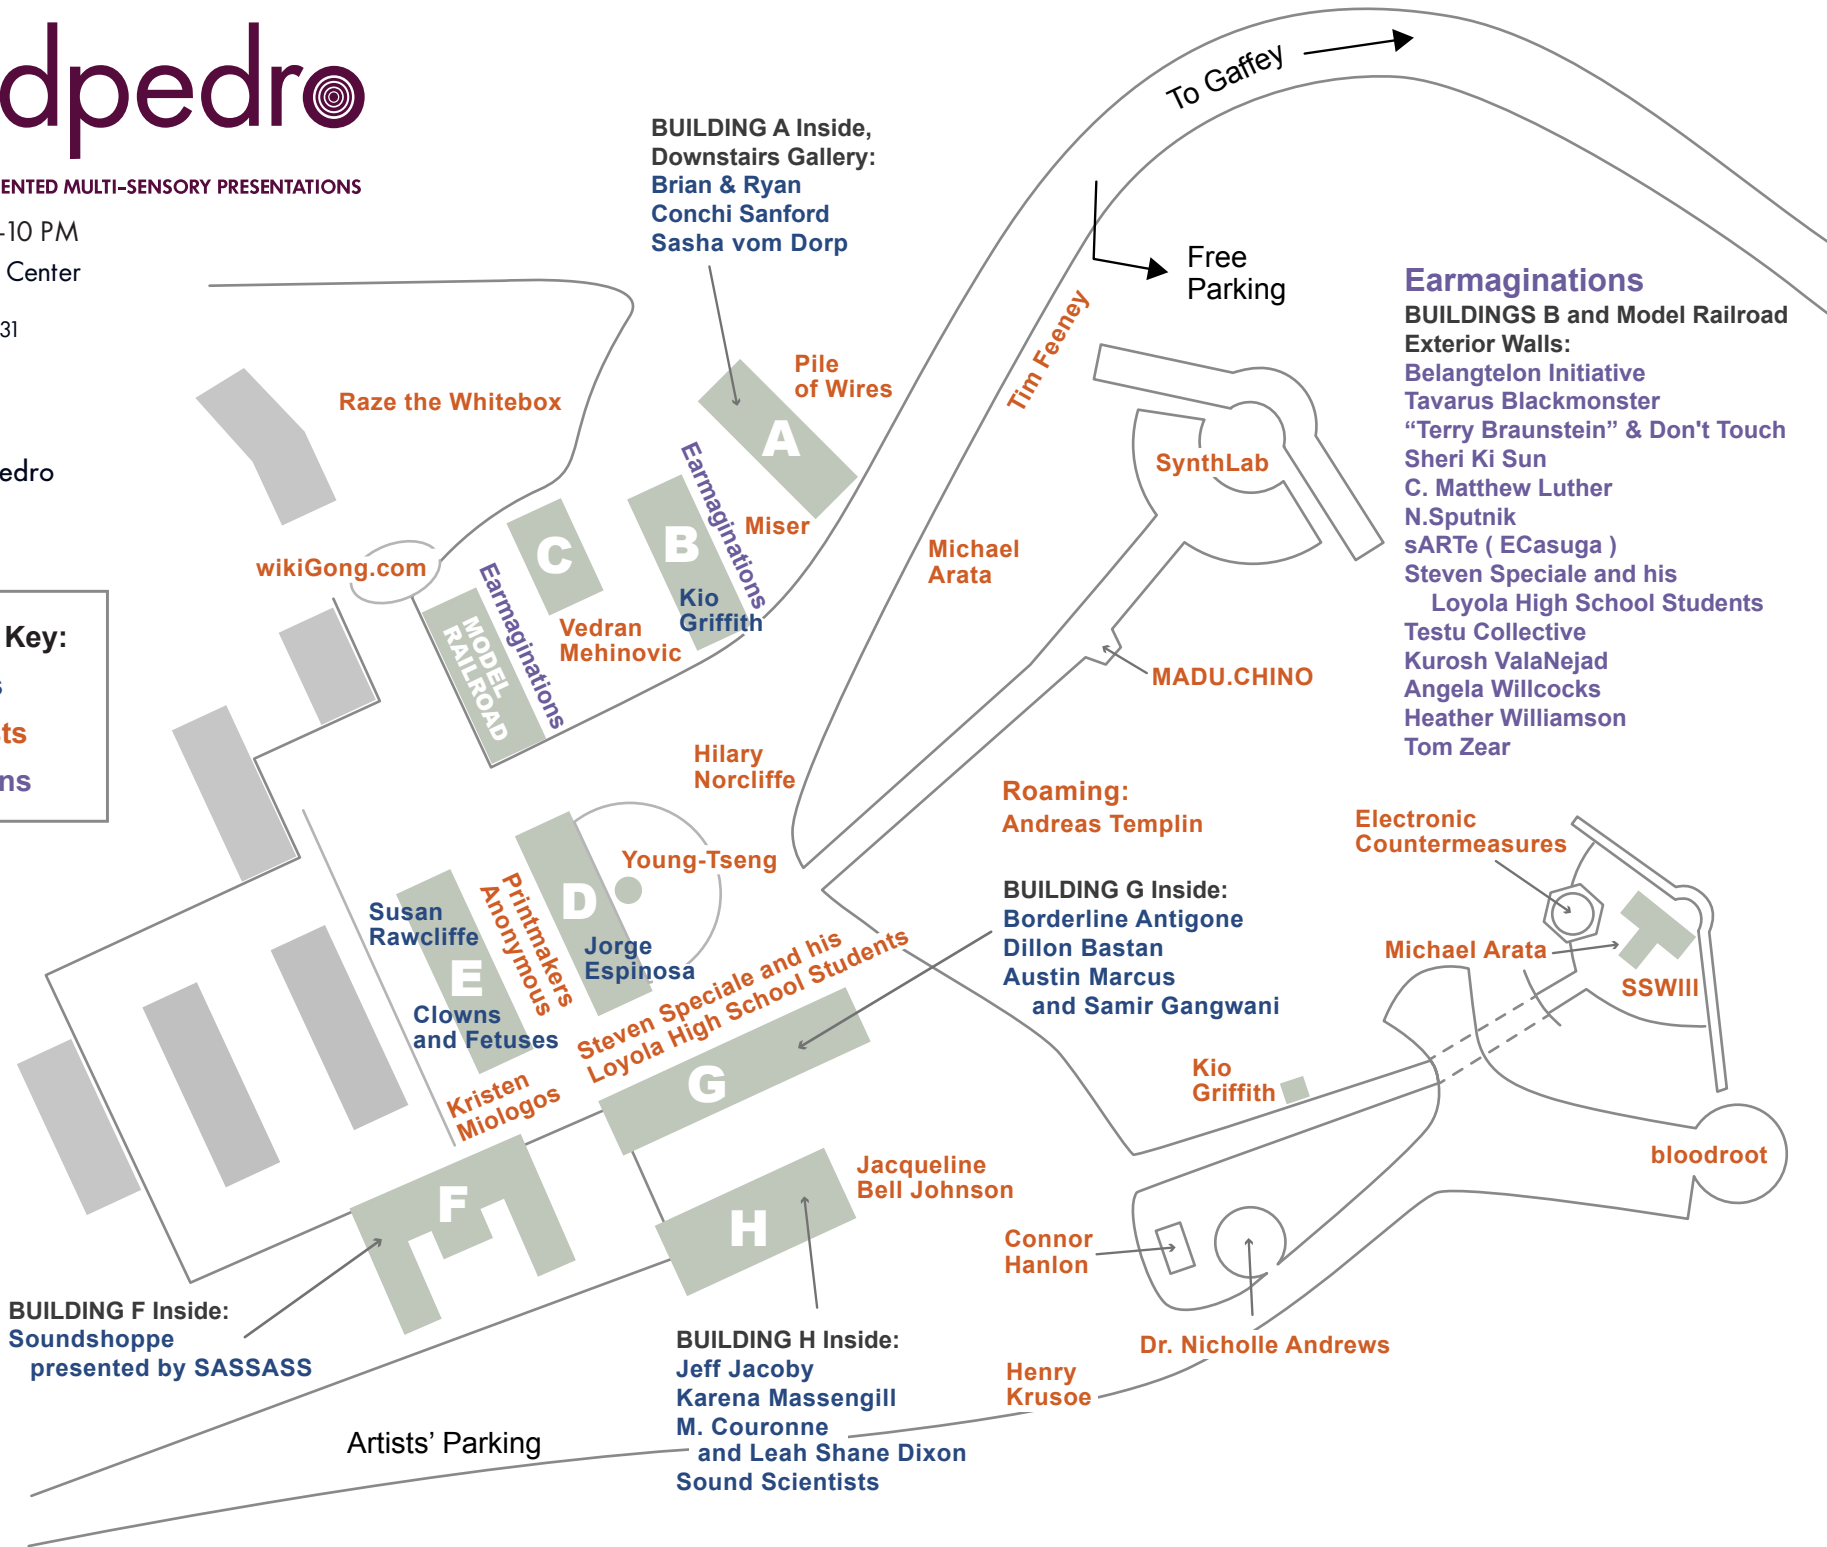 dpedro
ENTED MULTI-SENSORY PRESENTATIONS
-10 PM
Center
31
edro
Key:
s
ts
ns
To Gaffey
Free
Parking
BUILDING A Inside,
Downstairs Gallery:
Brian & Ryan
Conchi Sanford
Sasha vom Dorp
Pile
of Wires
Raze the Whitebox
A
Tim Feeney
SynthLab
Earmaginations
BUILDINGS B and Model Railroad
Exterior Walls:
Belangtelon Initiative
Tavarus Blackmonster
“Terry Braunstein” & Don't Touch
Sheri Ki Sun
C. Matthew Luther
N.Sputnik
sARTe ( ECasuga )
Steven Speciale and his
Loyola High School Students
Testu Collective
Kurosh ValaNejad
Angela Willcocks
Heather Williamson
Tom Zear
Earmaginations
Miser
B
Kio
Griffith
C
wikiGong.com
Earmaginations
MODEL
RAILROAD
Vedran
Mehinovic
Michael
Arata
MADU.CHINO
Hilary
Norcliffe
Roaming:
Andreas Templin
Electronic
Countermeasures
Michael Arata
SSWIII
Young-Tseng
D
Jorge
Espinosa
Printmakers
Anonymous
Susan
Rawcliffe
E
Clowns
and Fetuses
Steven Speciale and his
Loyola High School Students
BUILDING G Inside:
Borderline Antigone
Dillon Bastan
Austin Marcus
and Samir Gangwani
G
Kristen
Miologos
Kio
Griffith
bloodroot
F
Jacqueline
Bell Johnson
H
Connor
Hanlon
Dr. Nicholle Andrews
BUILDING F Inside:
Soundshoppe
presented by SASSASS
BUILDING H Inside:
Jeff Jacoby
Karena Massengill
M. Couronne
and Leah Shane Dixon
Sound Scientists
Henry
Krusoe
Artists’ Parking